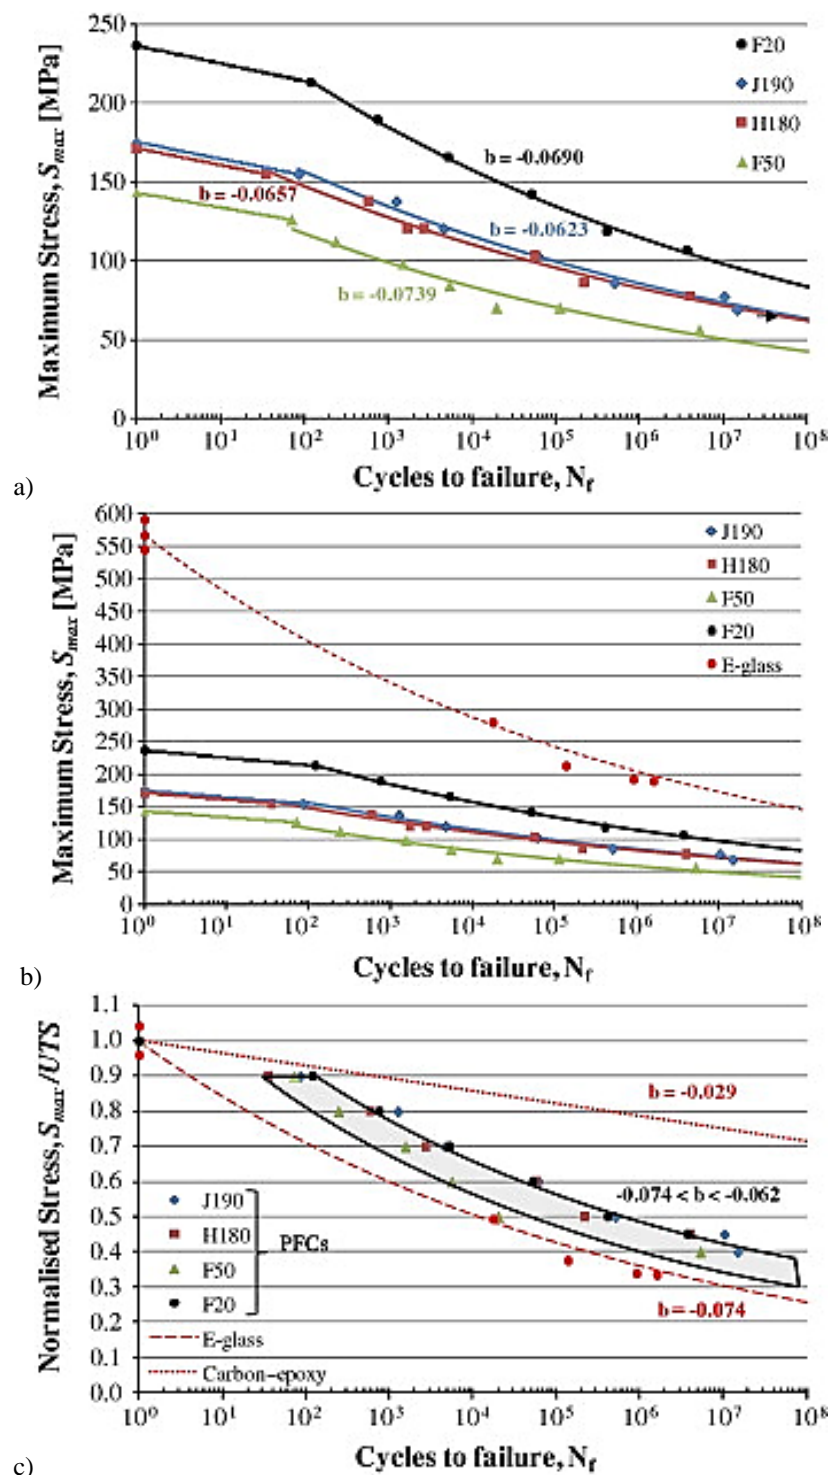 250
200
150
100
50
0
Maximum Stress, Smax [MPa]
F20
J190
H180
F50
b = -0.0690
b = -0.0657
b = -0.0623
b = -0.0739
10⁰ 10¹ 10² 10³ 10⁴ 10⁵ 10⁶ 10⁷ 10⁸
Cycles to failure, Nf
a)
600
550
500
450
400
350
300
250
200
150
100
50
0
Maximum Stress, Smax [MPa]
J190
H180
F50
F20
E-glass
10⁰ 10¹ 10² 10³ 10⁴ 10⁵ 10⁶ 10⁷ 10⁸
Cycles to failure, Nf
b)
1.1
1.0
0.9
0.8
0.7
0.6
0.5
0.4
0.3
0.2
0.1
0.0
Normalised Stress, Smax/UTS
b = -0.029
-0.074 < b < -0.062
b = -0.074
J190
H180
F50
F20
PFCs
E-glass
Carbon-epoxy
10⁰ 10¹ 10² 10³ 10⁴ 10⁵ 10⁶ 10⁷ 10⁸
Cycles to failure, Nf
c)